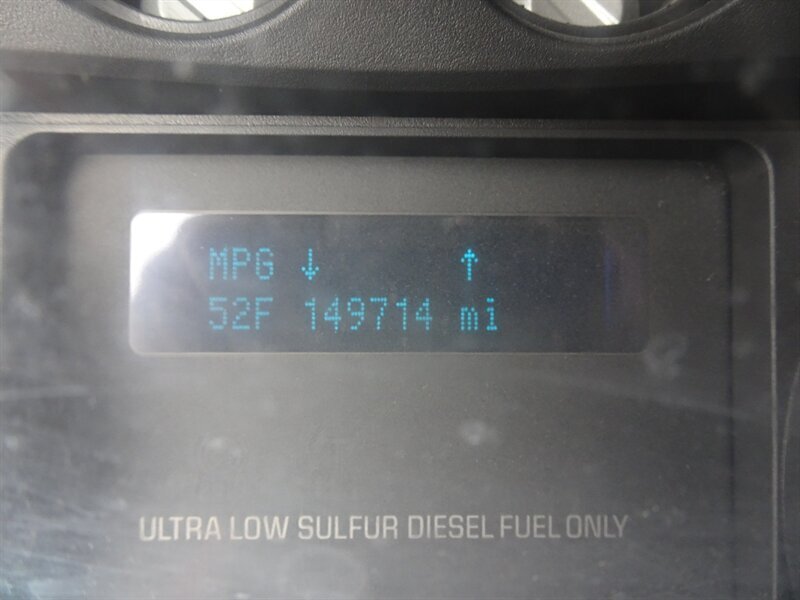 MPG ↓ ↑
52F 149714 mi
ULTRA LOW SULFUR DIESEL FUEL ONLY